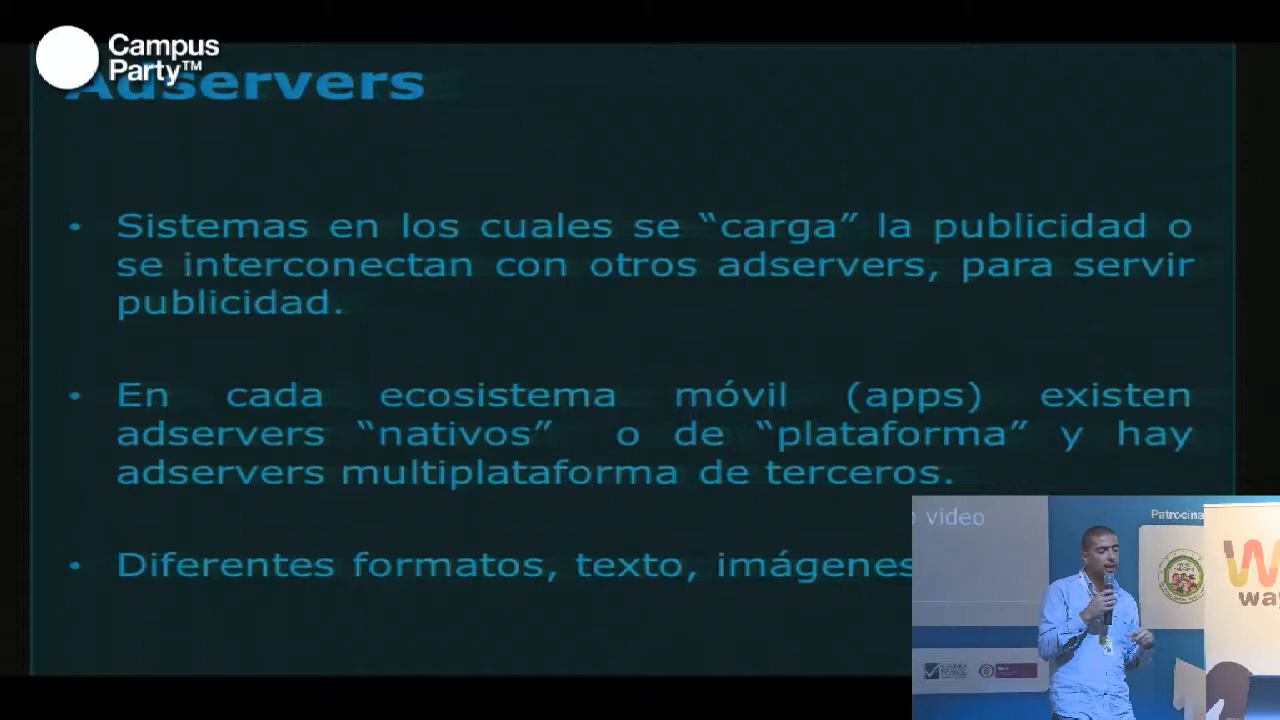 Campus
Party™
Adservers
• Sistemas en los cuales se “carga” la publicidad o
se interconectan con otros adservers, para servir
publicidad.
• En cada ecosistema móvil (apps) existen
adservers “nativos” o de “plataforma” y hay
adservers multiplataforma de terceros.
• Diferentes formatos, texto, imágenes
video
Patrocina
way